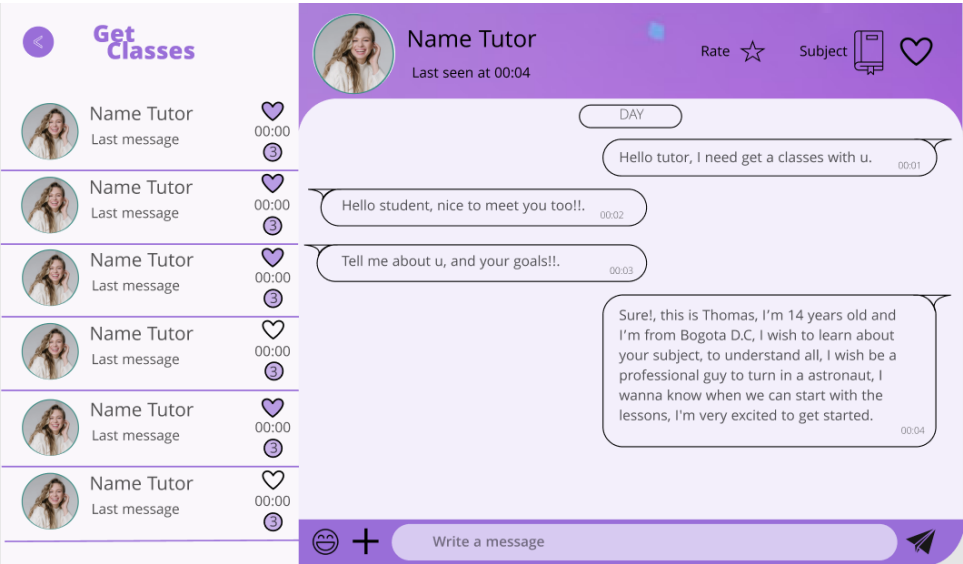 Get
Classes
Name Tutor
Last message
00:00
3
Name Tutor
Last message
00:00
3
Name Tutor
Last message
00:00
3
Name Tutor
Last message
00:00
3
Name Tutor
Last message
00:00
3
Name Tutor
Last message
00:00
3
Name Tutor
Last seen at 00:04
Rate
Subject
DAY
Hello tutor, I need get a classes with u.
00:01
Hello student, nice to meet you too!!.
00:02
Tell me about u, and your goals!!.
00:03
Sure!, this is Thomas, I’m 14 years old and
I’m from Bogota D.C, I wish to learn about
your subject, to understand all, I wish be a
professional guy to turn in a astronaut, I
wanna know when we can start with the
lessons, I'm very excited to get started.
00:04
Write a message